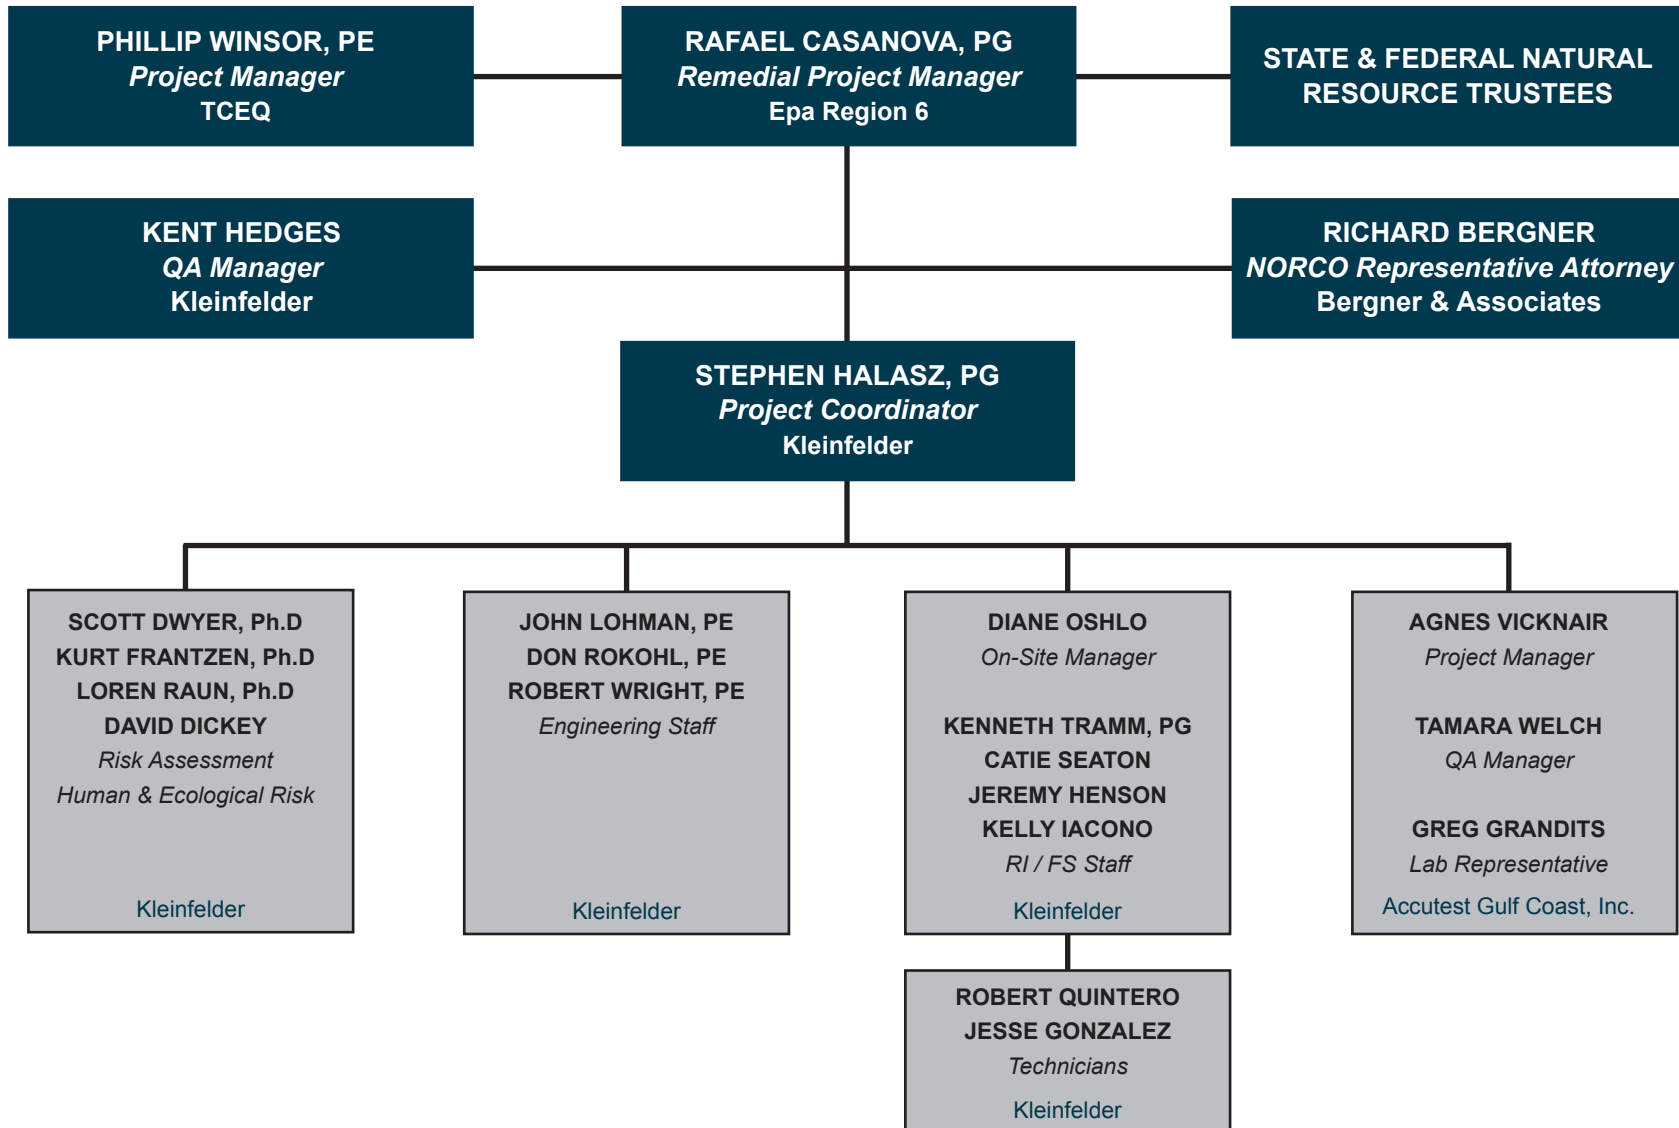 PHILLIP WINSOR, PE
Project Manager
TCEQ
RAFAEL CASANOVA, PG
Remedial Project Manager
Epa Region 6
STATE & FEDERAL NATURAL
RESOURCE TRUSTEES
KENT HEDGES
QA Manager
Kleinfelder
RICHARD BERGNER
NORCO Representative Attorney
Bergner & Associates
STEPHEN HALASZ, PG
Project Coordinator
Kleinfelder
SCOTT DWYER, Ph.D
KURT FRANTZEN, Ph.D
LOREN RAUN, Ph.D
DAVID DICKEY
Risk Assessment
Human & Ecological Risk
Kleinfelder
JOHN LOHMAN, PE
DON ROKOHL, PE
ROBERT WRIGHT, PE
Engineering Staff
Kleinfelder
DIANE OSHLO
On-Site Manager
KENNETH TRAMM, PG
CATIE SEATON
JEREMY HENSON
KELLY IACONO
RI / FS Staff
Kleinfelder
AGNES VICKNAIR
Project Manager
TAMARA WELCH
QA Manager
GREG GRANDITS
Lab Representative
Accutest Gulf Coast, Inc.
ROBERT QUINTERO
JESSE GONZALEZ
Technicians
Kleinfelder